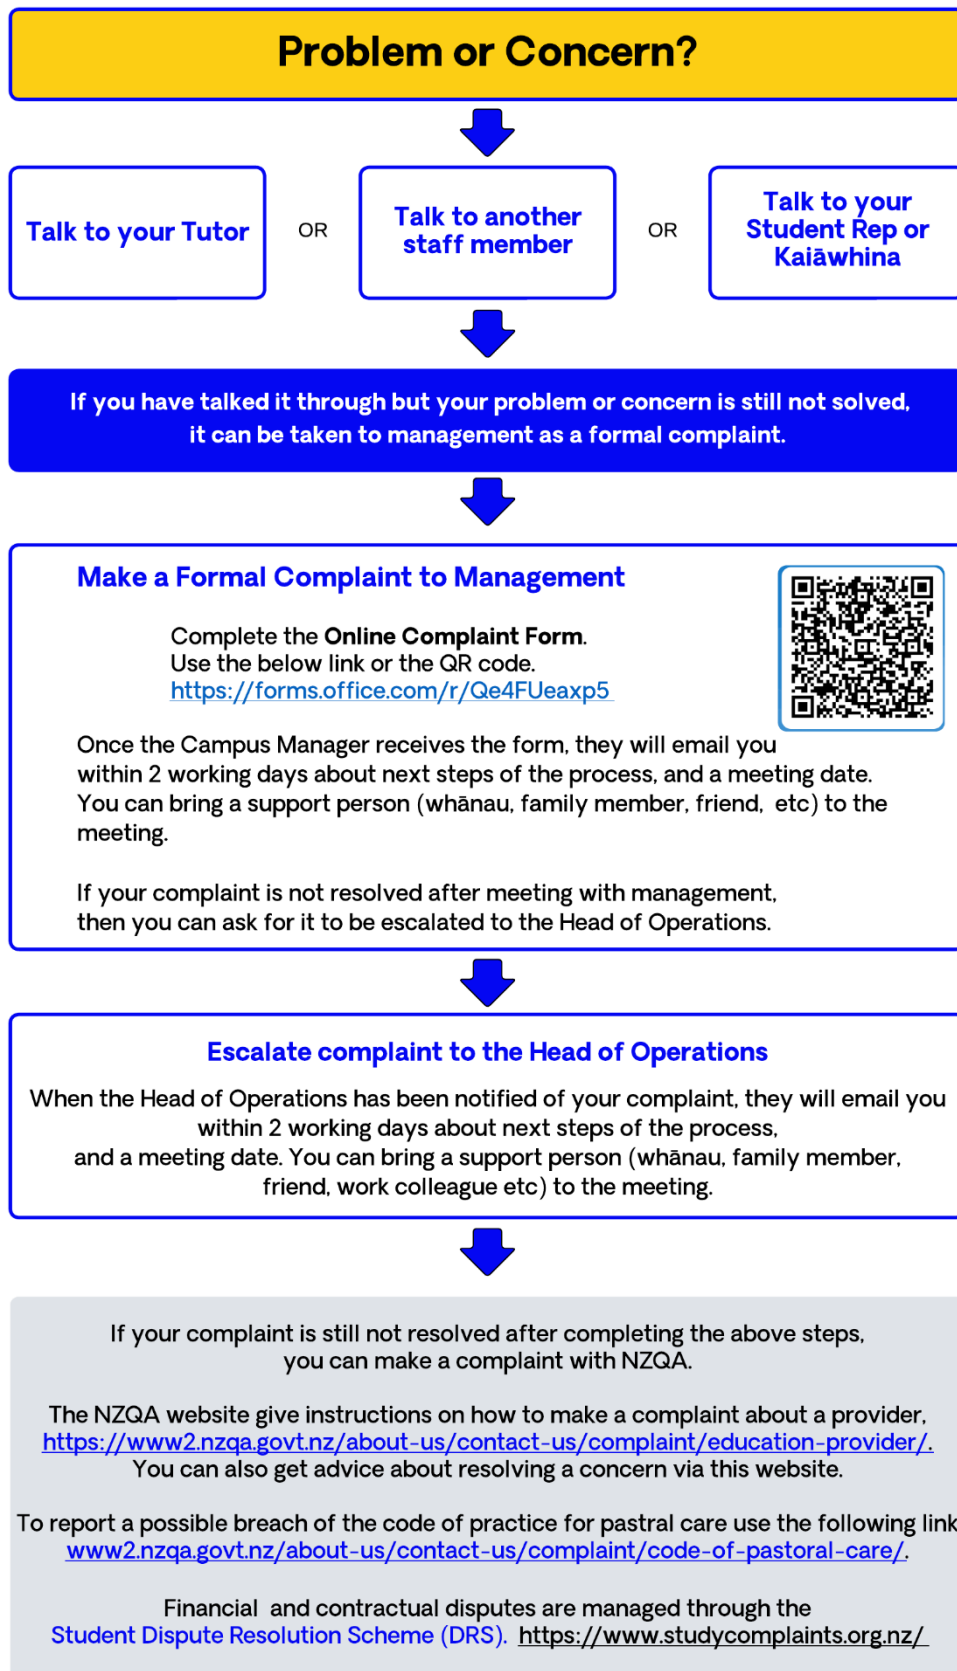 Problem or Concern?
Talk to your Tutor
OR
Talk to another
staff member
OR
Talk to your
Student Rep or
Kaiāwhina
If you have talked it through but your problem or concern is still not solved,
it can be taken to management as a formal complaint.
Make a Formal Complaint to Management
Complete the Online Complaint Form.
Use the below link or the QR code.
https://forms.office.com/r/Qe4FUeaxp5
Once the Campus Manager receives the form, they will email you
within 2 working days about next steps of the process, and a meeting date.
You can bring a support person (whānau, family member, friend,  etc) to the
meeting.
If your complaint is not resolved after meeting with management,
then you can ask for it to be escalated to the Head of Operations.
Escalate complaint to the Head of Operations
When the Head of Operations has been notified of your complaint, they will email you
within 2 working days about next steps of the process,
and a meeting date. You can bring a support person (whānau, family member,
friend, work colleague etc) to the meeting.
If your complaint is still not resolved after completing the above steps,
you can make a complaint with NZQA.
The NZQA website give instructions on how to make a complaint about a provider,
https://www2.nzqa.govt.nz/about-us/contact-us/complaint/education-provider/.
You can also get advice about resolving a concern via this website.
To report a possible breach of the code of practice for pastral care use the following link
www2.nzqa.govt.nz/about-us/contact-us/complaint/code-of-pastoral-care/.
Financial  and contractual disputes are managed through the
Student Dispute Resolution Scheme (DRS).  https://www.studycomplaints.org.nz/